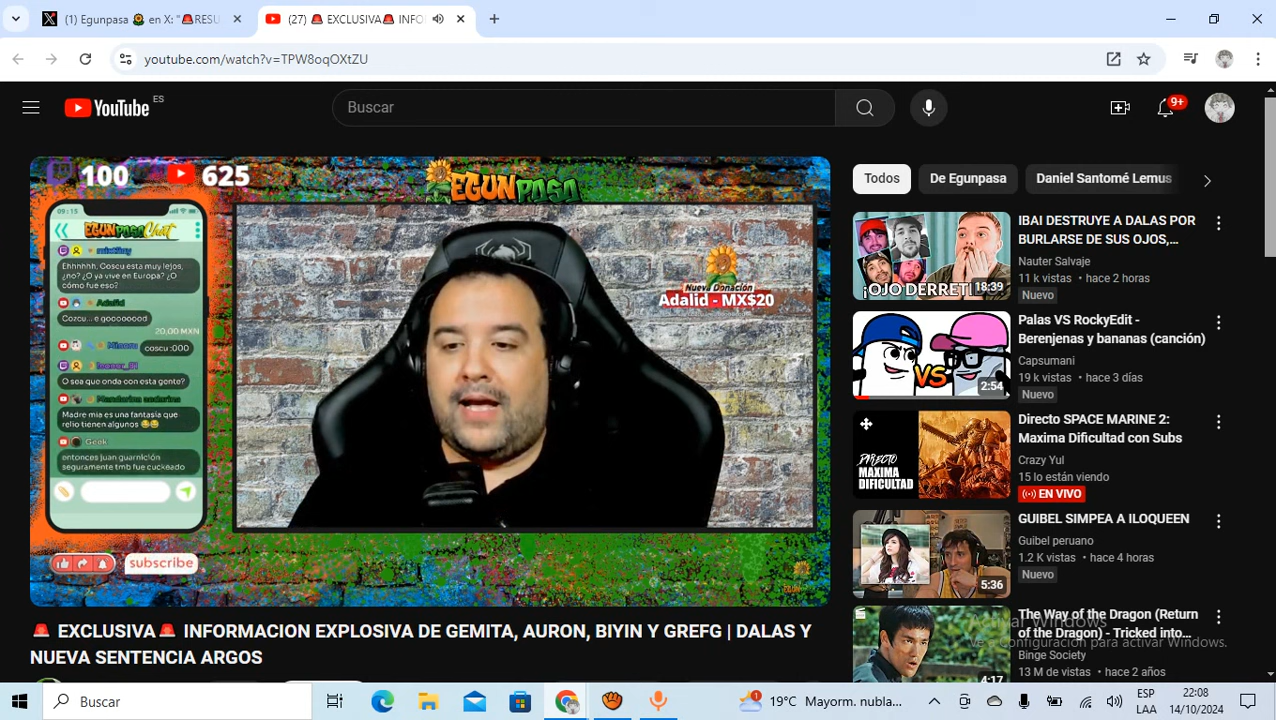 (1) Egunpasa 🌻 en X: "🚨RESU
(27) 🚨 EXCLUSIVA🚨 INFO
youtube.com/watch?v=TPW8oqOXtZU
YouTube ES
Buscar
9+
100
625
EGUNPASA
09:15
EGUNPASA Chat
Ehhhhhh, Coscu esta muy lejos,
¿no? ¿O ya vive en Europa? ¿O
cómo fue eso?
Adalid
Cozcu... e goooooood
20,00 MXN
Minaru
coscu :000
O sea que onda con esta gente?
Mandarina
Madre mia es una fantasia que
relio tienen algunos 😂😂
Geek
entonces juan guarnición
seguramente tmb fue cuckeado
subscribe
Nueva Donación
Adalid - MX$20
🚨 EXCLUSIVA🚨 INFORMACION EXPLOSIVA DE GEMITA, AURON, BIYIN Y GREFG | DALAS Y
NUEVA SENTENCIA ARGOS
Todos
De Egunpasa
Daniel Santomé Lemus
¡OJO DERRETI
18:39
IBAI DESTRUYE A DALAS POR
BURLARSE DE SUS OJOS,...
Nauter Salvaje
11 k vistas • hace 2 horas
Nuevo
VS
2:54
Palas VS RockyEdit -
Berenjenas y bananas (canción)
Capsumani
19 k vistas • hace 3 días
Nuevo
DIRECTO
MAXIMA
DIFICULTAD
Directo SPACE MARINE 2:
Maxima Dificultad con Subs
Crazy Yul
15 lo están viendo
EN VIVO
5:36
GUIBEL SIMPEA A ILOQUEEN
Guibel peruano
1.2 K vistas • hace 4 horas
Nuevo
4:17
The Way of the Dragon (Return
of the Dragon) - Tricked into...
Binge Society
13 M de vistas • hace 2 años
Activar Windows
Ve a Configuración para activar Windows.
Buscar
1
19°C Mayorm. nubla...
ESP
LAA
22:08
14/10/2024